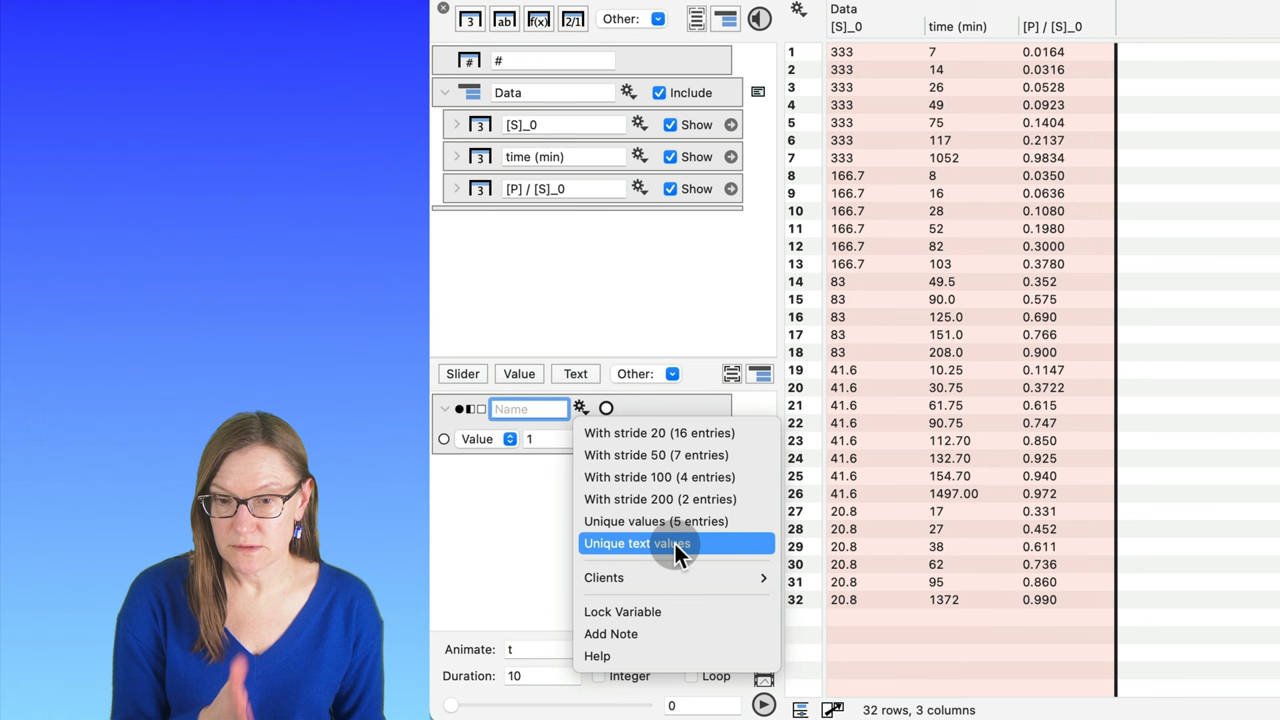 3 ab f(x) 2/1 Other:
# #
Data Include
3 [S]_0 Show
3 time (min) Show
3 [P] / [S]_0 Show
Slider Value Text Other:
Name
Value 1
With stride 20 (16 entries)
With stride 50 (7 entries)
With stride 100 (4 entries)
With stride 200 (2 entries)
Unique values (5 entries)
Unique text values
Clients
Lock Variable
Add Note
Help
Animate: t
Duration: 10 Integer Loop
0
Data
[S]_0 time (min) [P] / [S]_0
1 333 7 0.0164
2 333 14 0.0316
3 333 26 0.0528
4 333 49 0.0923
5 333 75 0.1404
6 333 117 0.2137
7 333 1052 0.9834
8 166.7 8 0.0350
9 166.7 16 0.0636
10 166.7 28 0.1080
11 166.7 52 0.1980
12 166.7 82 0.3000
13 166.7 103 0.3780
14 83 49.5 0.352
15 83 90.0 0.575
16 83 125.0 0.690
17 83 151.0 0.766
18 83 208.0 0.900
19 41.6 10.25 0.1147
20 41.6 30.75 0.3722
21 41.6 61.75 0.615
22 41.6 90.75 0.747
23 41.6 112.70 0.850
24 41.6 132.70 0.925
25 41.6 154.70 0.940
26 41.6 1497.00 0.972
27 20.8 17 0.331
28 20.8 27 0.452
29 20.8 38 0.611
30 20.8 62 0.736
31 20.8 95 0.860
32 20.8 1372 0.990
32 rows, 3 columns